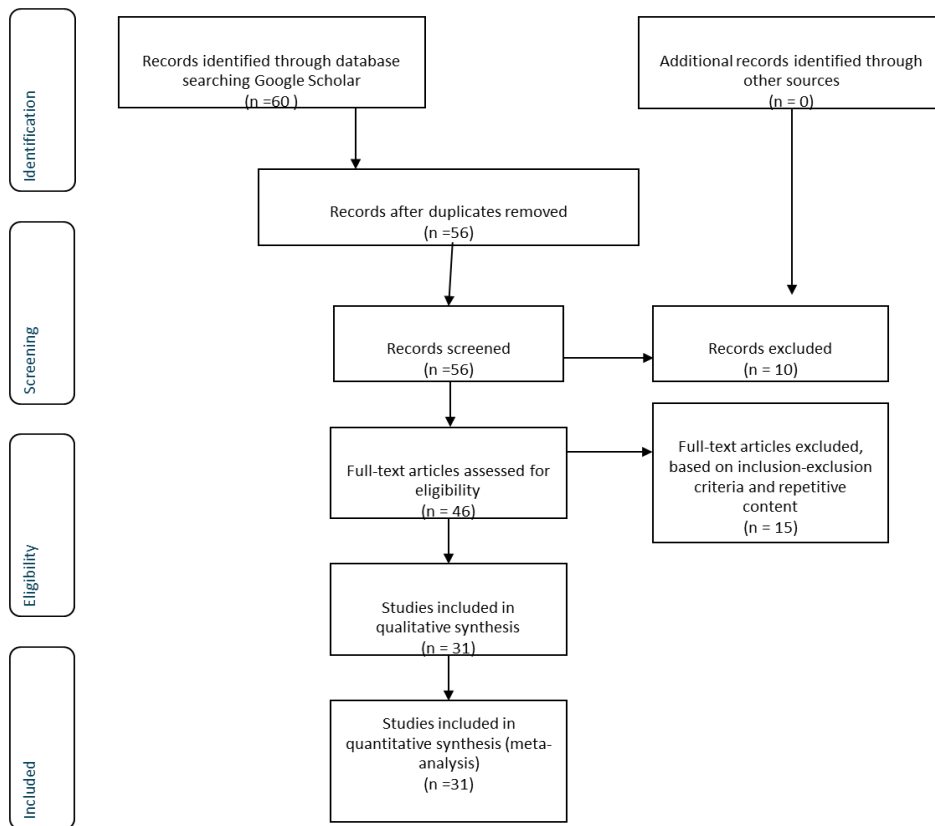 Identification
Records identified through database
searching Google Scholar
(n =60 )
Additional records identified through
other sources
(n = 0)
Records after duplicates removed
(n =56)
Screening
Records screened
(n =56)
Records excluded
(n = 10)
Eligibility
Full-text articles assessed for
eligibility
(n = 46)
Full-text articles excluded,
based on inclusion-exclusion
criteria and repetitive
content
(n = 15)
Studies included in
qualitative synthesis
(n = 31)
Included
Studies included in
quantitative synthesis (meta-
analysis)
(n =31)